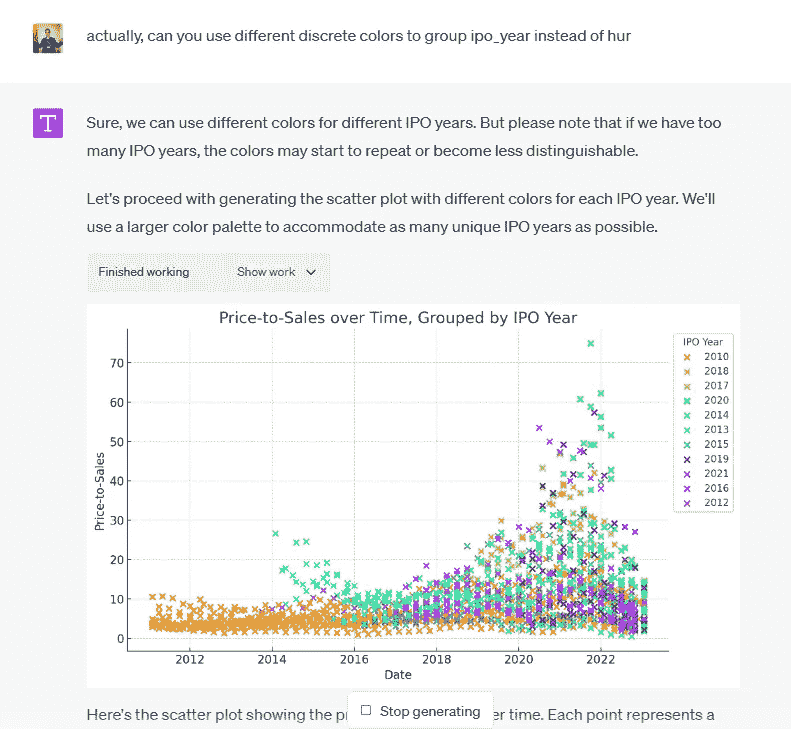 actually, can you use different discrete colors to group ipo_year instead of hur
T
Sure, we can use different colors for different IPO years. But please note that if we have too
many IPO years, the colors may start to repeat or become less distinguishable.
Let's proceed with generating the scatter plot with different colors for each IPO year. We'll
use a larger color palette to accommodate as many unique IPO years as possible.
Finished working Show work
Price-to-Sales over Time, Grouped by IPO Year
IPO Year
2010
2018
2017
2020
2014
2013
2015
2019
2021
2016
2012
Price-to-Sales
70
60
50
40
30
20
10
0
2012 2014 2016 2018 2020 2022
Date
Here's the scatter plot showing the pr Stop generating er time. Each point represents a